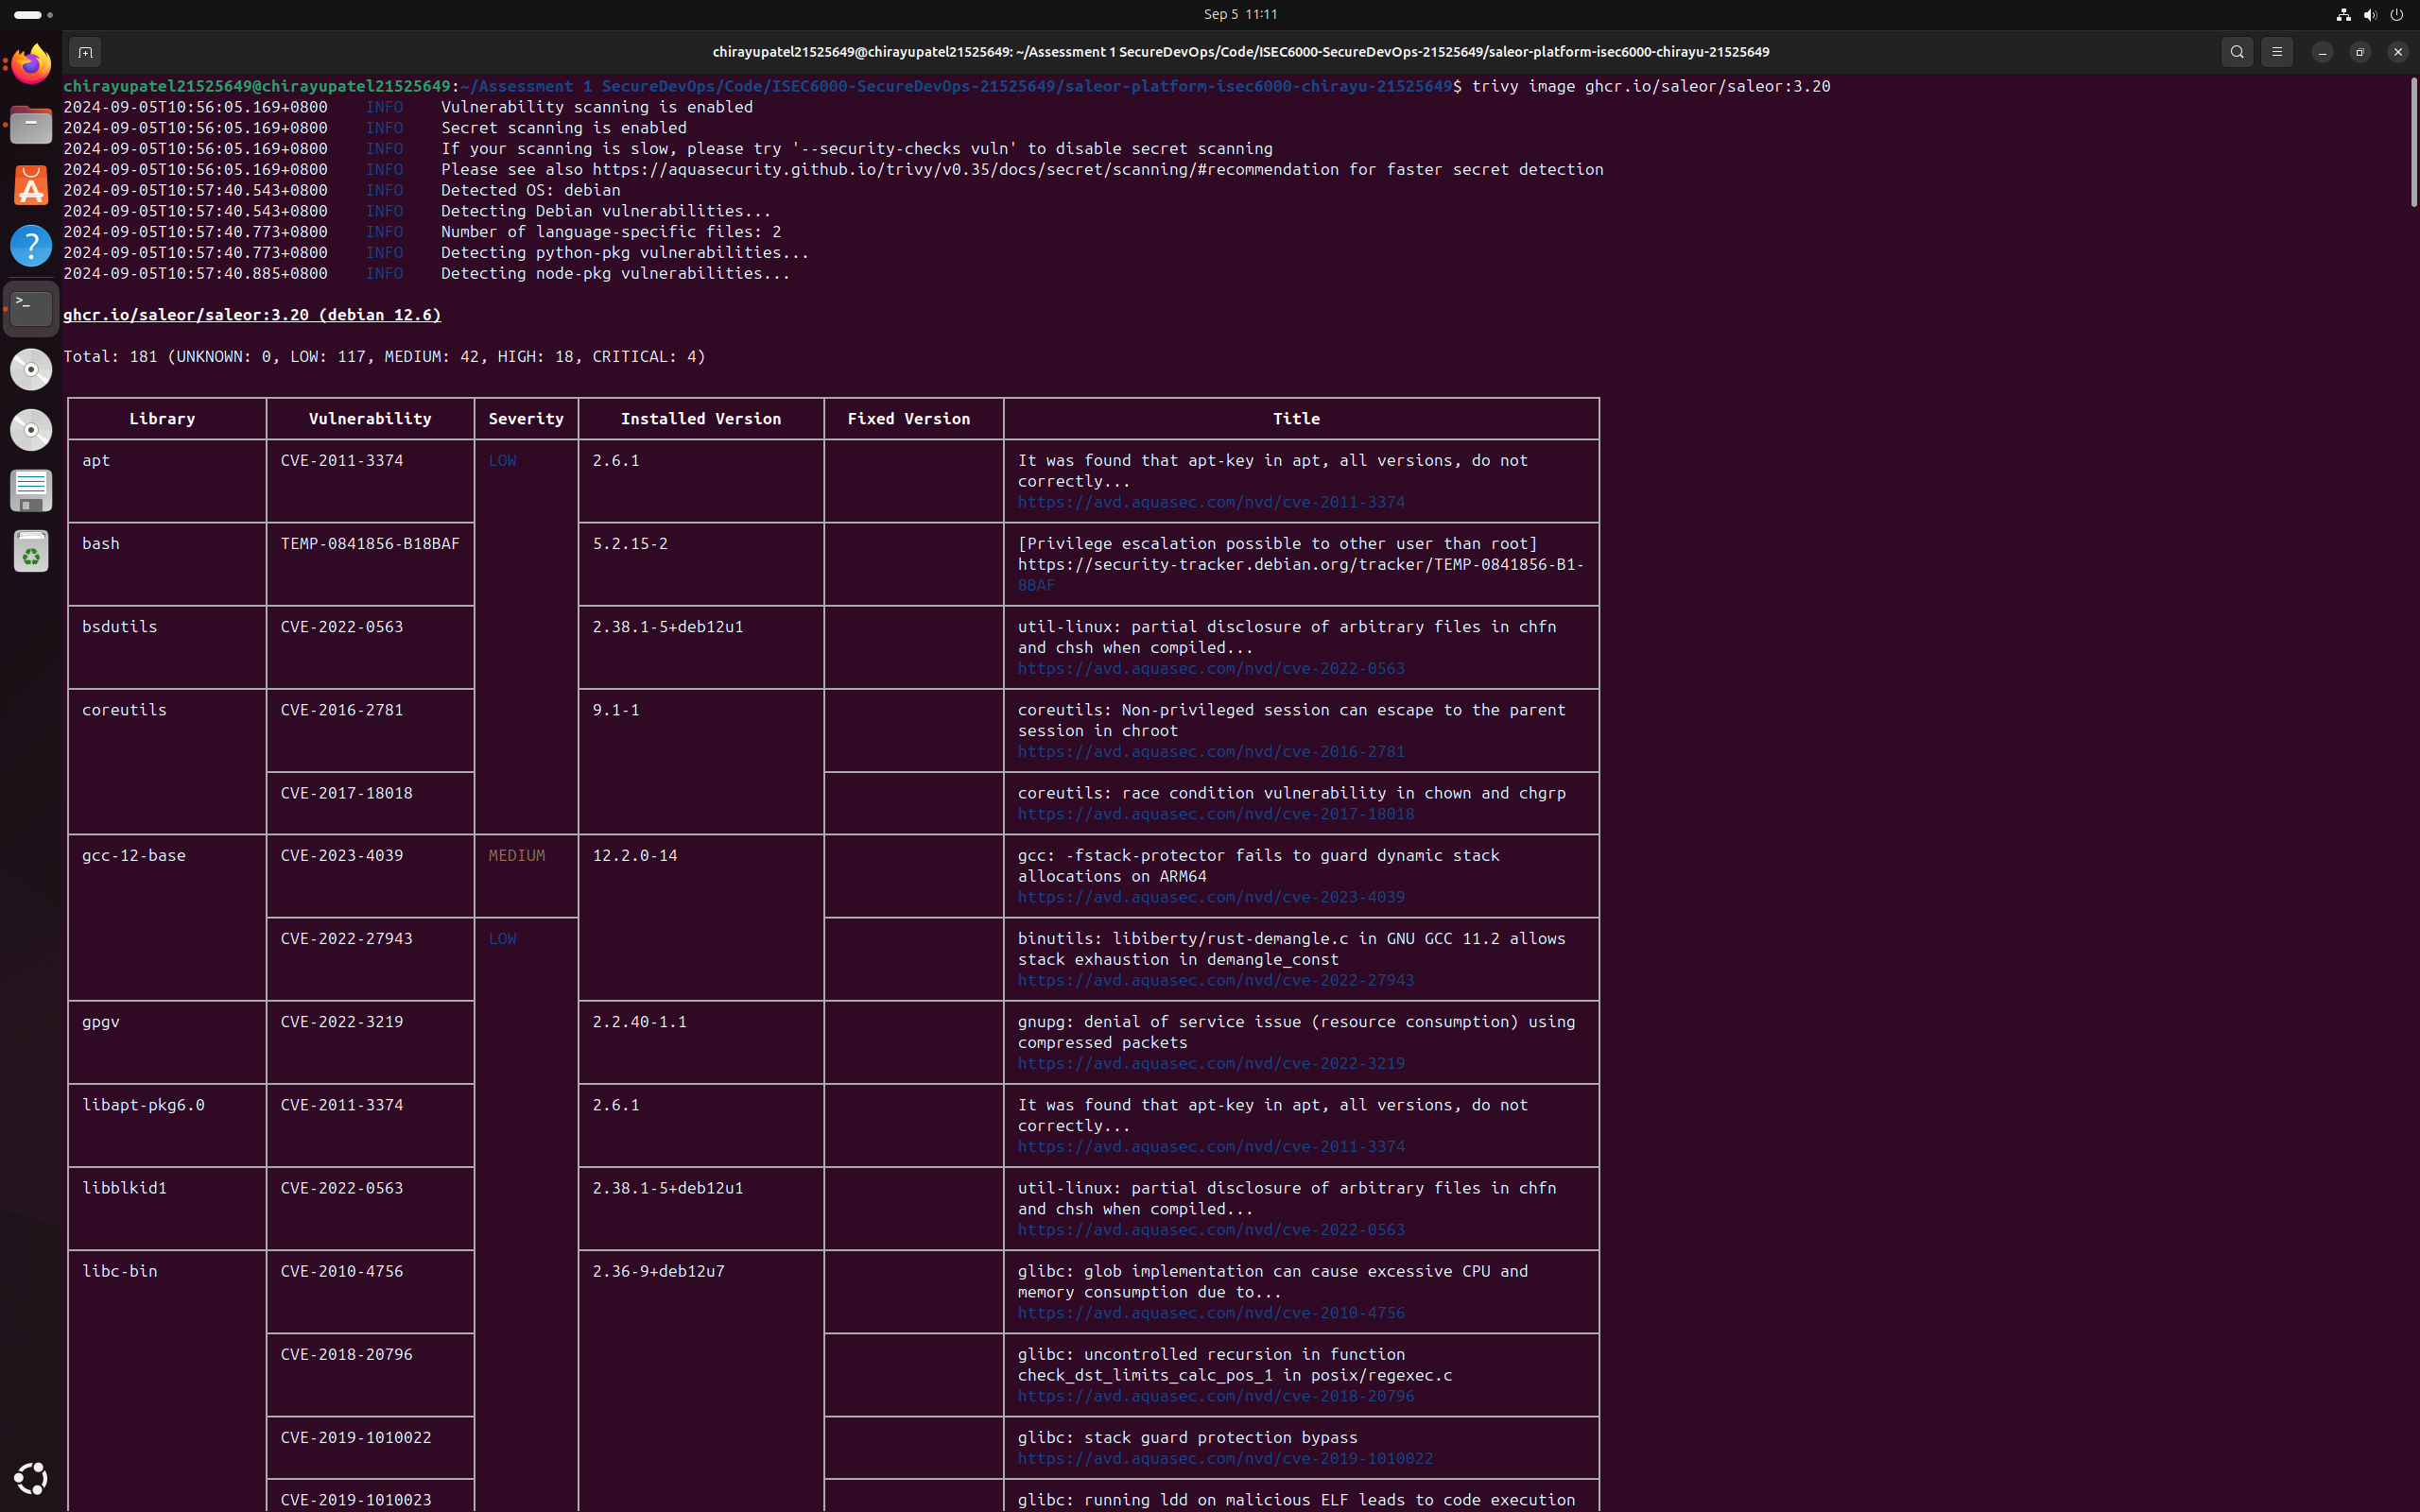 Sep 5 11:11
chirayupatel21525649@chirayupatel21525649: ~/Assessment 1 SecureDevOps/Code/ISEC6000-SecureDevOps-21525649/saleor-platform-isec6000-chirayu-21525649
chirayupatel21525649@chirayupatel21525649:~/Assessment 1 SecureDevOps/Code/ISEC6000-SecureDevOps-21525649/saleor-platform-isec6000-chirayu-21525649$ trivy image ghcr.io/saleor/saleor:3.20
2024-09-05T10:56:05.169+0800 INFO Vulnerability scanning is enabled
2024-09-05T10:56:05.169+0800 INFO Secret scanning is enabled
2024-09-05T10:56:05.169+0800 INFO If your scanning is slow, please try '--security-checks vuln' to disable secret scanning
2024-09-05T10:56:05.169+0800 INFO Please see also https://aquasecurity.github.io/trivy/v0.35/docs/secret/scanning/#recommendation for faster secret detection
2024-09-05T10:57:40.543+0800 INFO Detected OS: debian
2024-09-05T10:57:40.543+0800 INFO Detecting Debian vulnerabilities...
2024-09-05T10:57:40.773+0800 INFO Number of language-specific files: 2
2024-09-05T10:57:40.773+0800 INFO Detecting python-pkg vulnerabilities...
2024-09-05T10:57:40.885+0800 INFO Detecting node-pkg vulnerabilities...
ghcr.io/saleor/saleor:3.20 (debian 12.6)
Total: 181 (UNKNOWN: 0, LOW: 117, MEDIUM: 42, HIGH: 18, CRITICAL: 4)
Library Vulnerability Severity Installed Version Fixed Version Title
apt CVE-2011-3374 LOW 2.6.1 It was found that apt-key in apt, all versions, do not
correctly...
https://avd.aquasec.com/nvd/cve-2011-3374
bash TEMP-0841856-B18BAF 5.2.15-2 [Privilege escalation possible to other user than root]
https://security-tracker.debian.org/tracker/TEMP-0841856-B1-
8BAF
bsdutils CVE-2022-0563 2.38.1-5+deb12u1 util-linux: partial disclosure of arbitrary files in chfn
and chsh when compiled...
https://avd.aquasec.com/nvd/cve-2022-0563
coreutils CVE-2016-2781 9.1-1 coreutils: Non-privileged session can escape to the parent
session in chroot
https://avd.aquasec.com/nvd/cve-2016-2781
CVE-2017-18018 coreutils: race condition vulnerability in chown and chgrp
https://avd.aquasec.com/nvd/cve-2017-18018
gcc-12-base CVE-2023-4039 MEDIUM 12.2.0-14 gcc: -fstack-protector fails to guard dynamic stack
allocations on ARM64
https://avd.aquasec.com/nvd/cve-2023-4039
CVE-2022-27943 LOW binutils: libiberty/rust-demangle.c in GNU GCC 11.2 allows
stack exhaustion in demangle_const
https://avd.aquasec.com/nvd/cve-2022-27943
gpgv CVE-2022-3219 2.2.40-1.1 gnupg: denial of service issue (resource consumption) using
compressed packets
https://avd.aquasec.com/nvd/cve-2022-3219
libapt-pkg6.0 CVE-2011-3374 2.6.1 It was found that apt-key in apt, all versions, do not
correctly...
https://avd.aquasec.com/nvd/cve-2011-3374
libblkid1 CVE-2022-0563 2.38.1-5+deb12u1 util-linux: partial disclosure of arbitrary files in chfn
and chsh when compiled...
https://avd.aquasec.com/nvd/cve-2022-0563
libc-bin CVE-2010-4756 2.36-9+deb12u7 glibc: glob implementation can cause excessive CPU and
memory consumption due to...
https://avd.aquasec.com/nvd/cve-2010-4756
CVE-2018-20796 glibc: uncontrolled recursion in function
check_dst_limits_calc_pos_1 in posix/regexec.c
https://avd.aquasec.com/nvd/cve-2018-20796
CVE-2019-1010022 glibc: stack guard protection bypass
https://avd.aquasec.com/nvd/cve-2019-1010022
CVE-2019-1010023 glibc: running ldd on malicious ELF leads to code execution